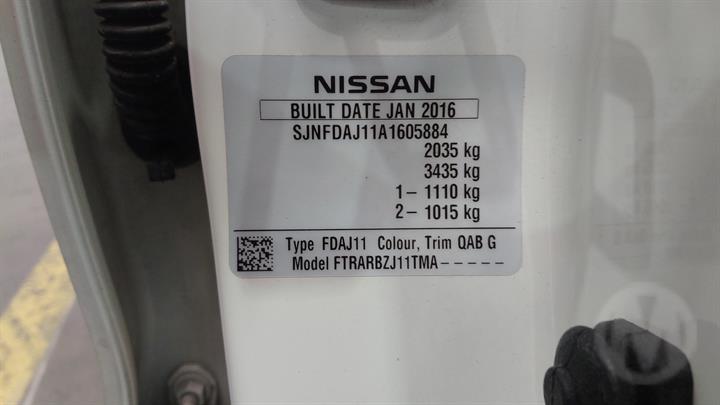 NISSAN
BUILT DATE JAN 2016
SJNFDAJ11A1605884
2035 kg
3435 kg
1 – 1110 kg
2 – 1015 kg
Type FDAJ11 Colour, Trim QAB G
Model FTRARBZJ11TMA-----